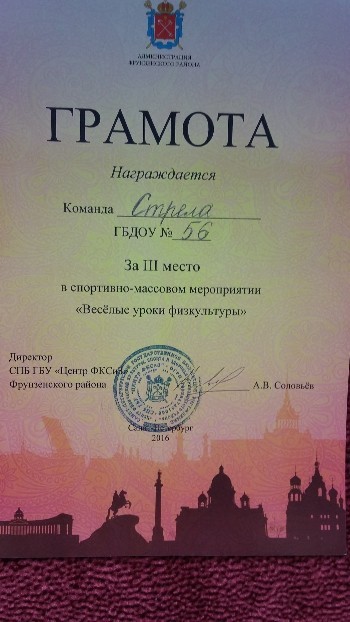 АДМИНИСТРАЦИЯ
ФРУНЗЕНСКОГО РАЙОНА
ГРАМОТА
Награждается
Команда Стрела
ГБДОУ № 56
За III место
в спортивно-массовом мероприятии
«Весёлые уроки физкультуры»
Директор
СПБ ГБУ «Центр ФКСиЗ»
Фрунзенского района А.В. Соловьёв
Санкт-Петербург
2016